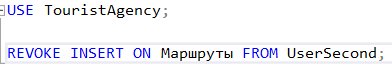 USE TouristAgency;
REVOKE INSERT ON Маршруты FROM UserSecond;